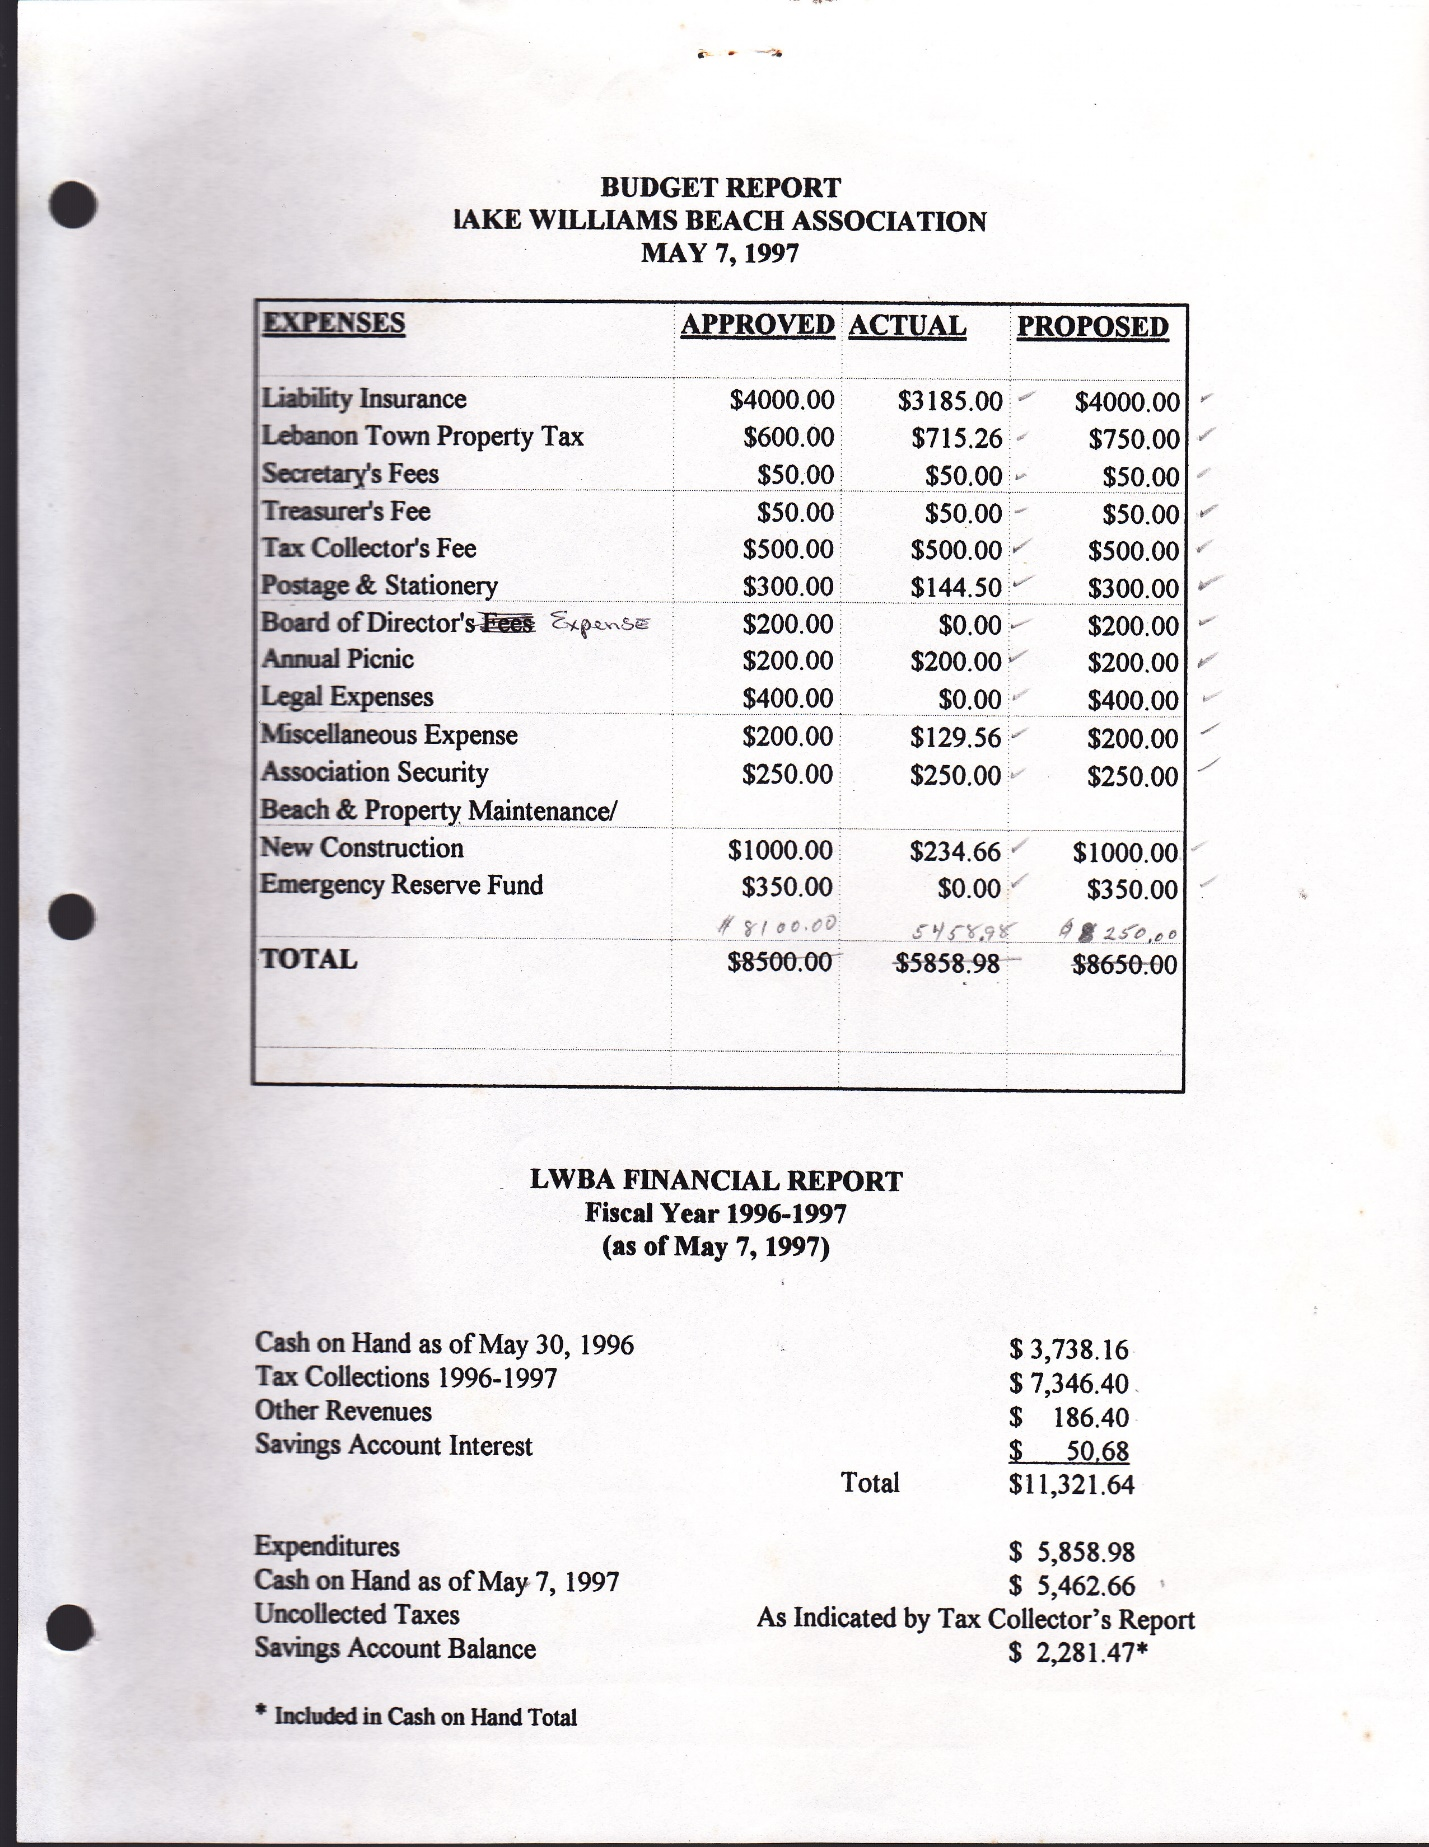 BUDGET REPORT
lAKE WILLIAMS BEACH ASSOCIATION
MAY 7, 1997
EXPENSES APPROVED ACTUAL PROPOSED
Liability Insurance $4000.00 $3185.00 $4000.00
Lebanon Town Property Tax $600.00 $715.26 $750.00
Secretary's Fees $50.00 $50.00 $50.00
Treasurer's Fee $50.00 $50.00 $50.00
Tax Collector's Fee $500.00 $500.00 $500.00
Postage & Stationery $300.00 $144.50 $300.00
Board of Director's Fees Expense $200.00 $0.00 $200.00
Annual Picnic $200.00 $200.00 $200.00
Legal Expenses $400.00 $0.00 $400.00
Miscellaneous Expense $200.00 $129.56 $200.00
Association Security $250.00 $250.00 $250.00
Beach & Property Maintenance/
New Construction $1000.00 $234.66 $1000.00
Emergency Reserve Fund $350.00 $0.00 $350.00
$8100.00 5458.98 $8250.00
TOTAL $8500.00 $5858.98 $8650.00
LWBA FINANCIAL REPORT
Fiscal Year 1996-1997
(as of May 7, 1997)
Cash on Hand as of May 30, 1996 $ 3,738.16
Tax Collections 1996-1997 $ 7,346.40
Other Revenues $ 186.40
Savings Account Interest $ 50.68
Total $11,321.64
Expenditures $ 5,858.98
Cash on Hand as of May 7, 1997 $ 5,462.66
Uncollected Taxes As Indicated by Tax Collector's Report
Savings Account Balance $ 2,281.47*
* Included in Cash on Hand Total